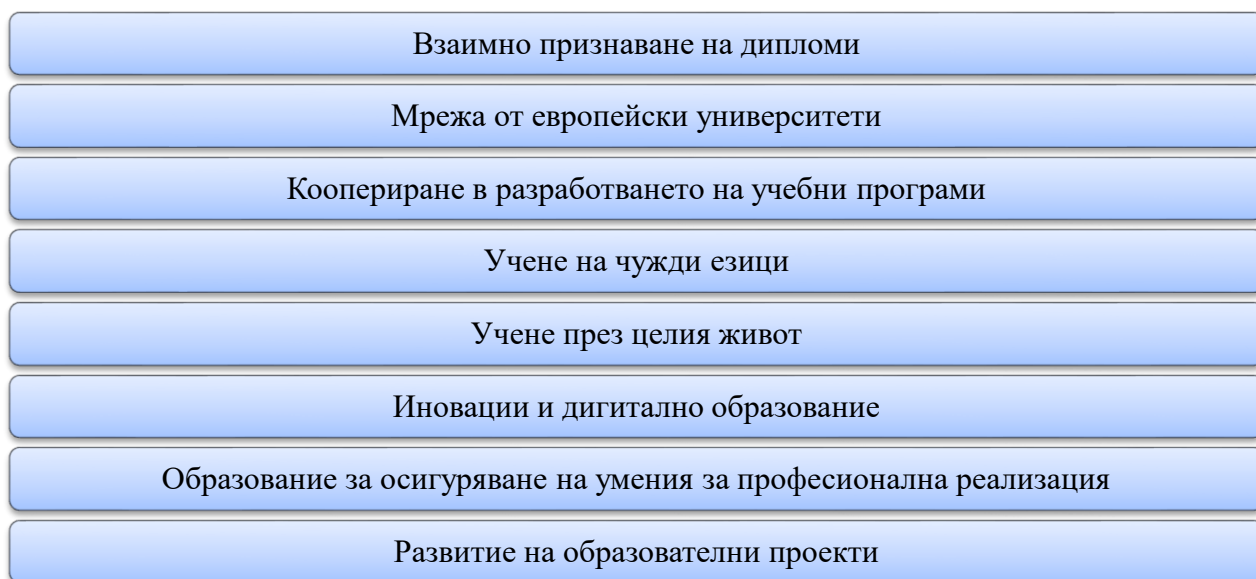 Взаимно признаване на дипломи
Мрежа от европейски университети
Коопериране в разработването на учебни програми
Учене на чужди езици
Учене през целия живот
Иновации и дигитално образование
Образование за осигуряване на умения за професионална реализация
Развитие на образователни проекти